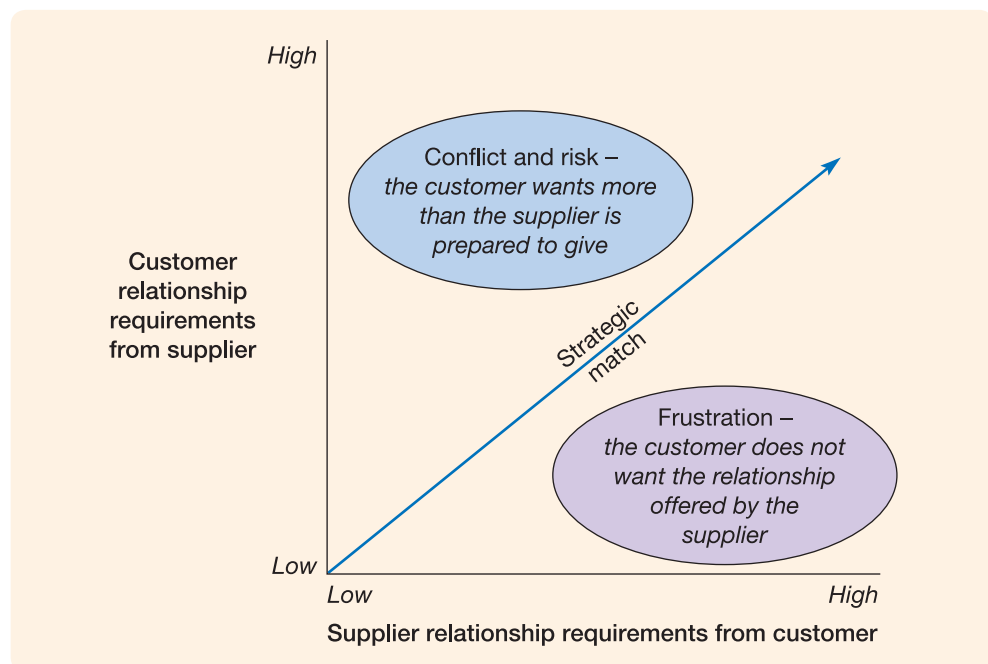 High
Conflict and risk –
the customer wants more
than the supplier is
prepared to give
Customer
relationship
requirements
from supplier
Strategic
match
Frustration –
the customer does not
want the relationship
offered by the
supplier
Low
Low
High
Supplier relationship requirements from customer